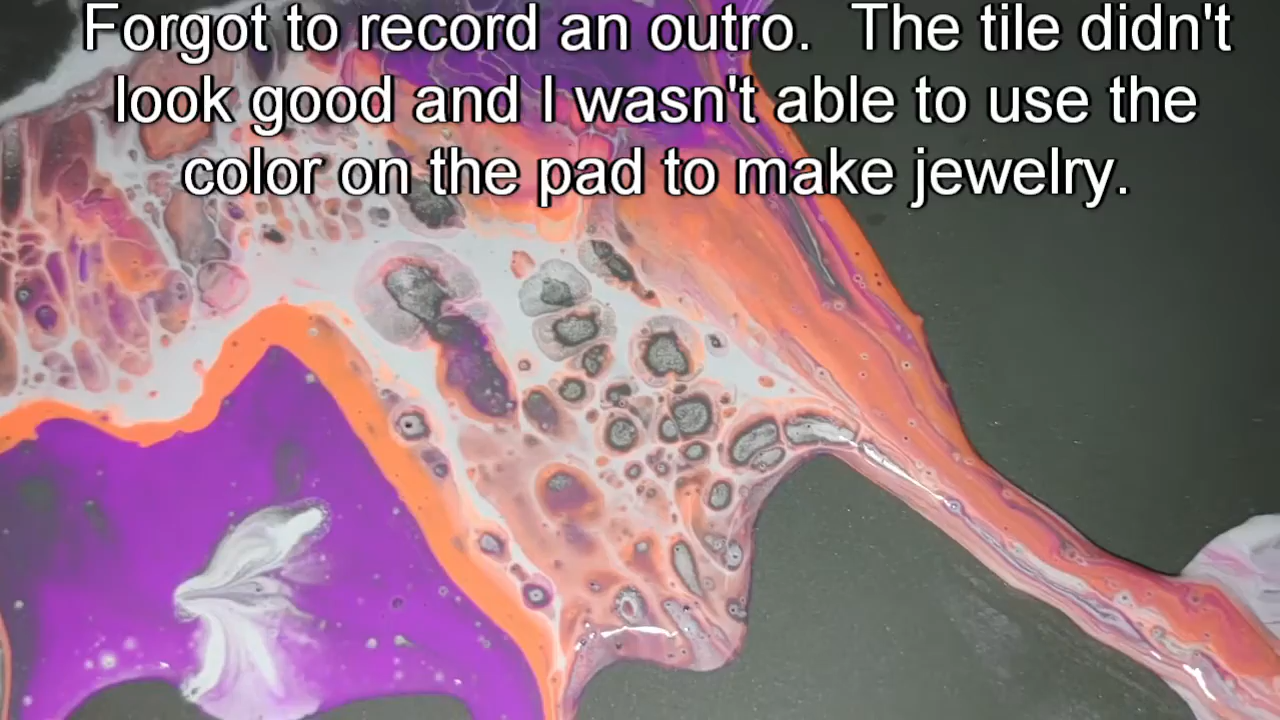 Forgot to record an outro.  The tile didn't
look good and I wasn't able to use the
color on the pad to make jewelry.